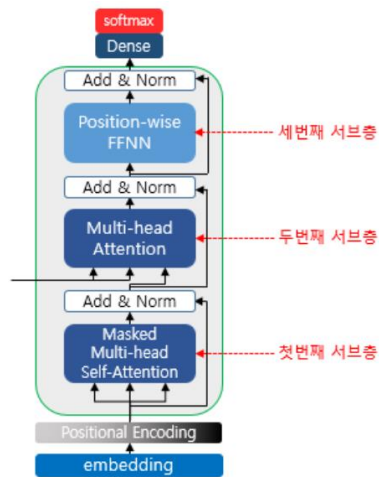 softmax
Dense
Add & Norm
Position-wise
FFNN
세번째 서브층
Add & Norm
Multi-head
Attention
두번째 서브층
Add & Norm
Masked
Multi-head
Self-Attention
첫번째 서브층
Positional Encoding
embedding